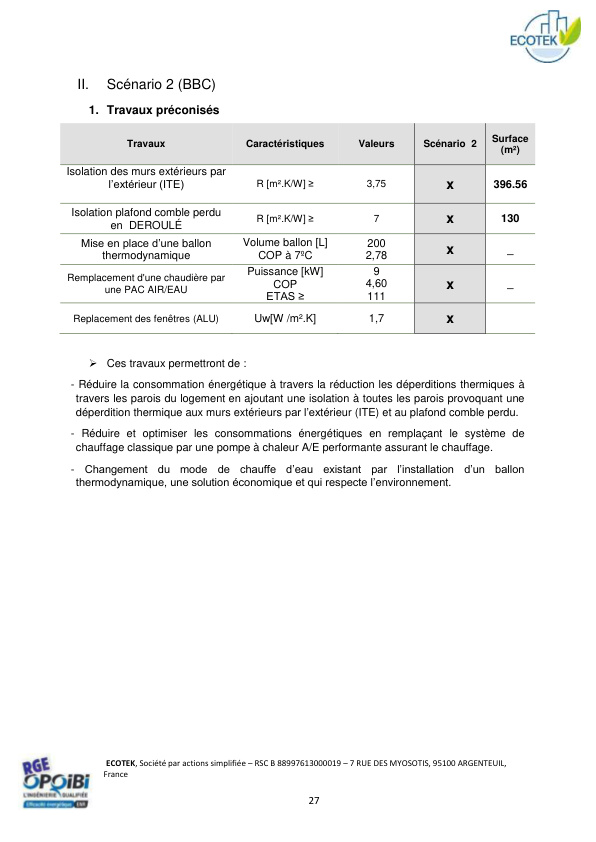 ECOTEK
II. Scénario 2 (BBC)
1. Travaux préconisés
Travaux Caractéristiques Valeurs Scénario 2 Surface (m²)
Isolation des murs extérieurs par l'extérieur (ITE) R [m².K/W] ≥ 3,75 x 396.56
Isolation plafond comble perdu en DEROULÉ R [m².K/W] ≥ 7 x 130
Mise en place d'une ballon thermodynamique Volume ballon [L] 200 x _
COP à 7ºC 2,78
Remplacement d'une chaudière par une PAC AIR/EAU Puissance [kW] 9 x _
COP 4,60
ETAS ≥ 111
Replacement des fenêtres (ALU) Uw[W /m².K] 1,7 x
➢ Ces travaux permettront de :
- Réduire la consommation énergétique à travers la réduction les déperditions thermiques à
travers les parois du logement en ajoutant une isolation à toutes les parois provoquant une
déperdition thermique aux murs extérieurs par l'extérieur (ITE) et au plafond comble perdu.
- Réduire et optimiser les consommations énergétiques en remplaçant le système de
chauffage classique par une pompe à chaleur A/E performante assurant le chauffage.
- Changement du mode de chauffe d'eau existant par l'installation d'un ballon
thermodynamique, une solution économique et qui respecte l'environnement.
RGE
OPQIBI
L'INGÉNIERIE QUALIFIÉE
Efficacité énergétique ENR
ECOTEK, Société par actions simplifiée – RSC B 88997613000019 – 7 RUE DES MYOSOTIS, 95100 ARGENTEUIL,
France
27